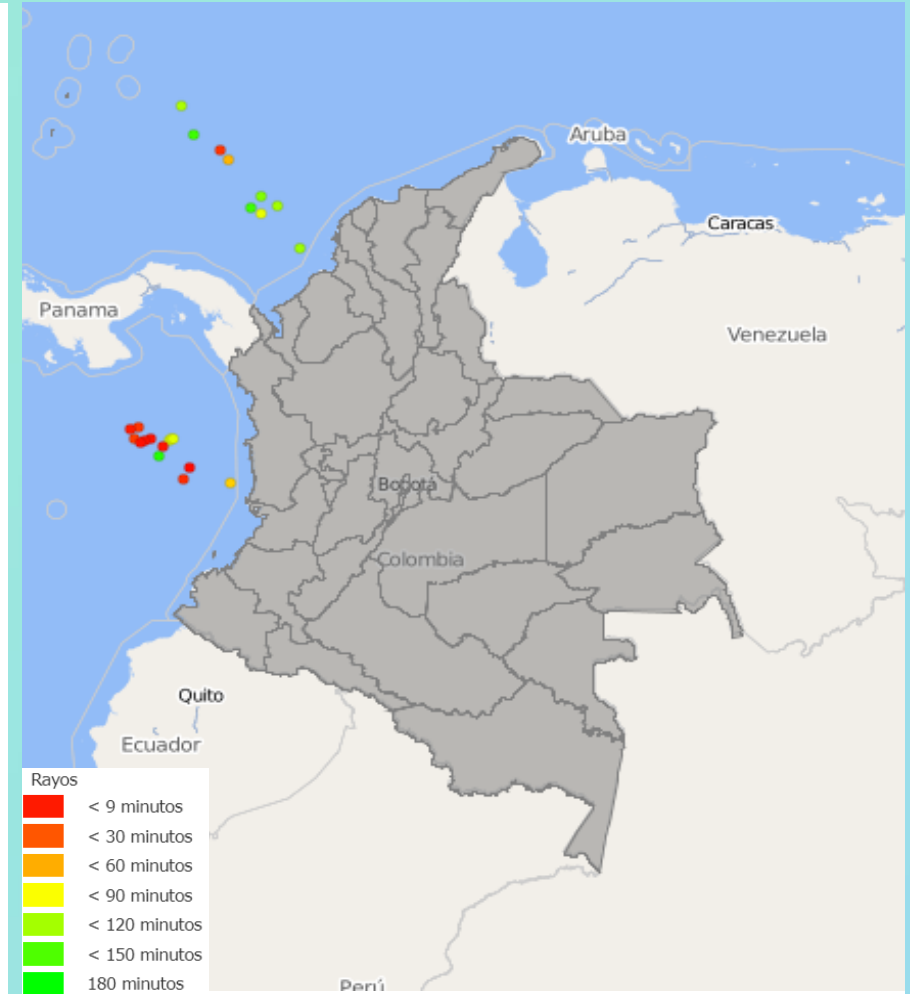 Aruba
Caracas
Panama
Venezuela
Bogotá
Colombia
Quito
Ecuador
Rayos
< 9 minutos
< 30 minutos
< 60 minutos
< 90 minutos
< 120 minutos
< 150 minutos
180 minutos
Perú